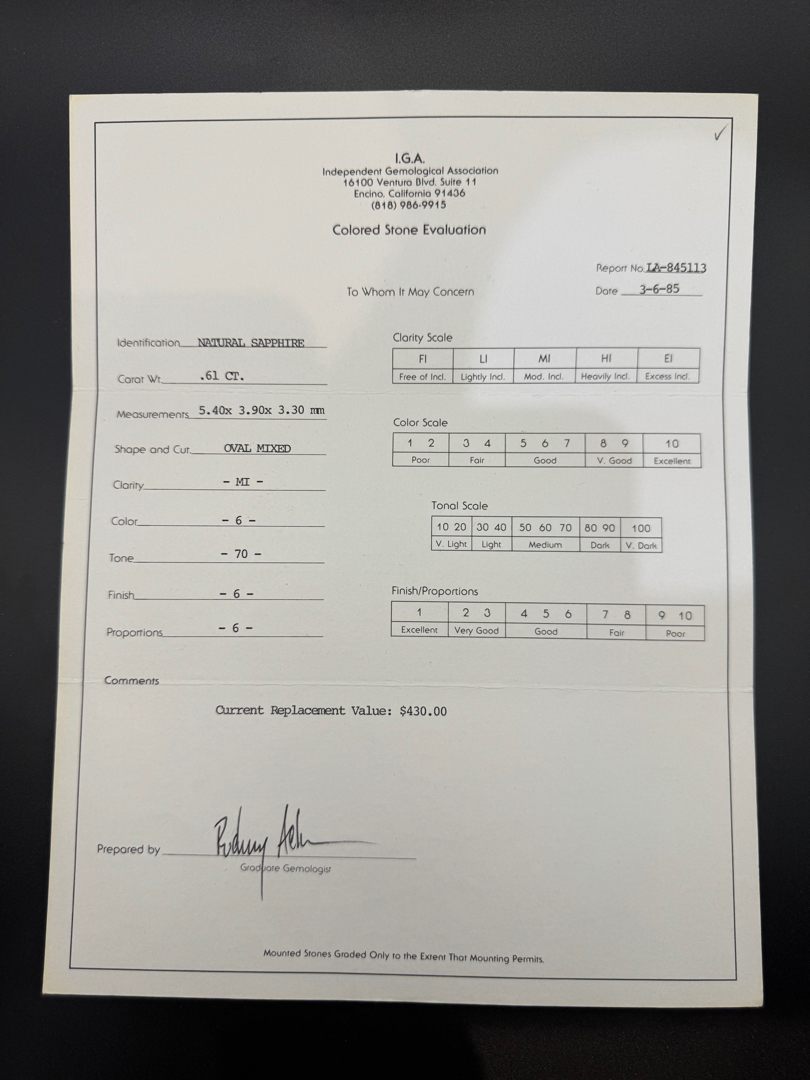 I.G.A.
Independent Gemological Association
16100 Ventura Blvd. Suite 11
Encino, California 91436
(818) 986-9915
Colored Stone Evaluation
Report No. IA-845113
To Whom It May Concern
Date 3-6-85
Identification NATURAL SAPPHIRE
Carat Wt. .61 CT.
Measurements 5.40x 3.90x 3.30 mm
Shape and Cut OVAL MIXED
Clarity - MI -
Color - 6 -
Tone - 70 -
Finish - 6 -
Proportions - 6 -
Clarity Scale
FI LI MI HI EI
Free of Incl. Lightly Incl. Mod. Incl. Heavily Incl. Excess Incl.
Color Scale
1 2 3 4 5 6 7 8 9 10
Poor Fair Good V. Good Excellent
Tonal Scale
10 20 30 40 50 60 70 80 90 100
V. Light Light Medium Dark V. Dark
Finish/Proportions
1 2 3 4 5 6 7 8 9 10
Excellent Very Good Good Fair Poor
Comments
Current Replacement Value: $430.00
Prepared by
Graduate Gemologist
Mounted Stones Graded Only to the Extent That Mounting Permits.